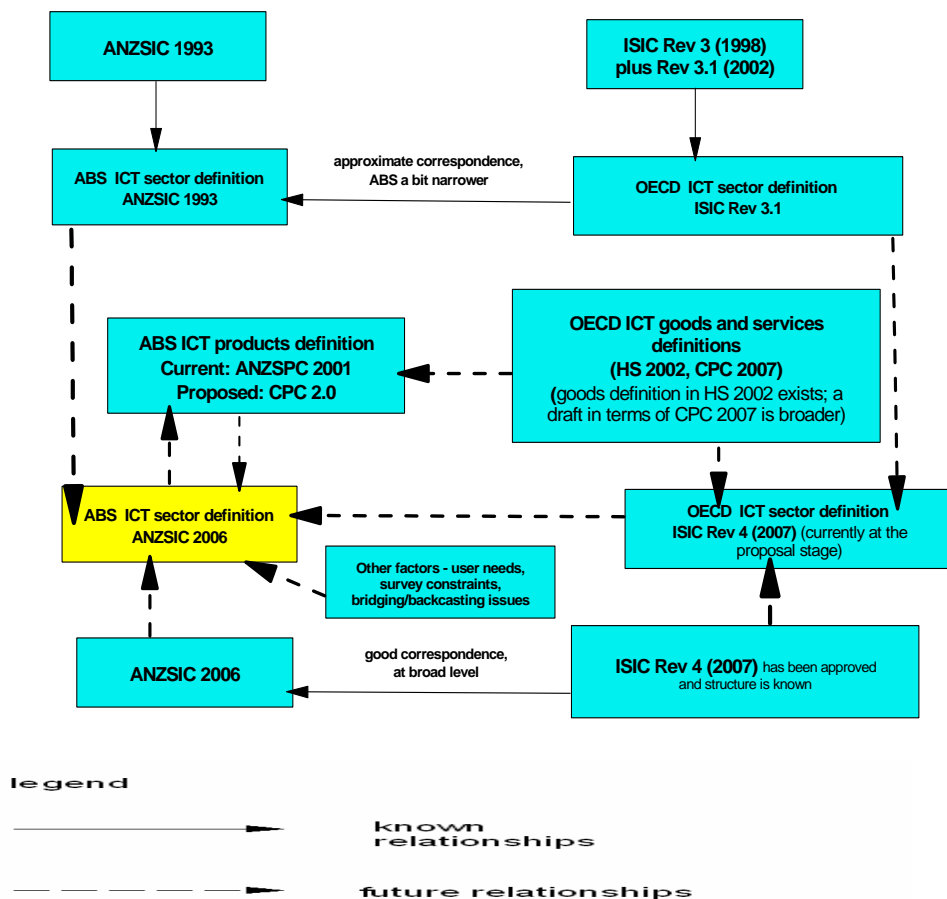 ANZSIC 1993
ISIC Rev 3 (1998)
plus Rev 3.1 (2002)
approximate correspondence,
ABS a bit narrower
ABS ICT sector definition
ANZSIC 1993
OECD ICT sector definition
ISIC Rev 3.1
ABS ICT products definition
Current: ANZSPC 2001
Proposed: CPC 2.0
OECD ICT goods and services
definitions
(HS 2002, CPC 2007)
(goods definition in HS 2002 exists; a
draft in terms of CPC 2007 is broader)
ABS ICT sector definition
ANZSIC 2006
OECD ICT sector definition
ISIC Rev 4 (2007) (currently at the
proposal stage)
Other factors - user needs,
survey constraints,
bridging/backcasting issues
ANZSIC 2006
good correspondence,
at broad level
ISIC Rev 4 (2007) has been approved
and structure is known
legend
known
relationships
future relationships